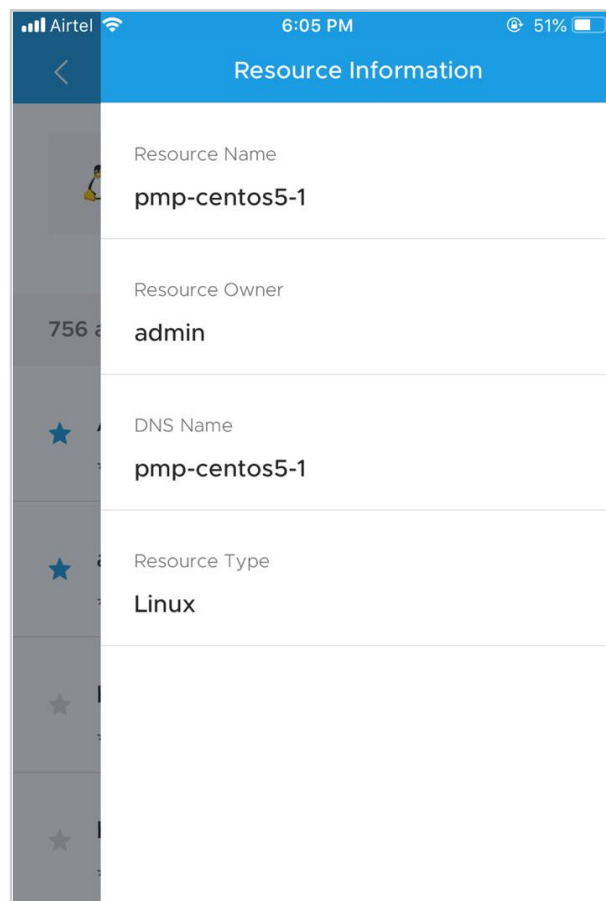 Airtel 6:05 PM 51%
Resource Information
Resource Name
pmp-centos5-1
Resource Owner
admin
756
DNS Name
pmp-centos5-1
Resource Type
Linux